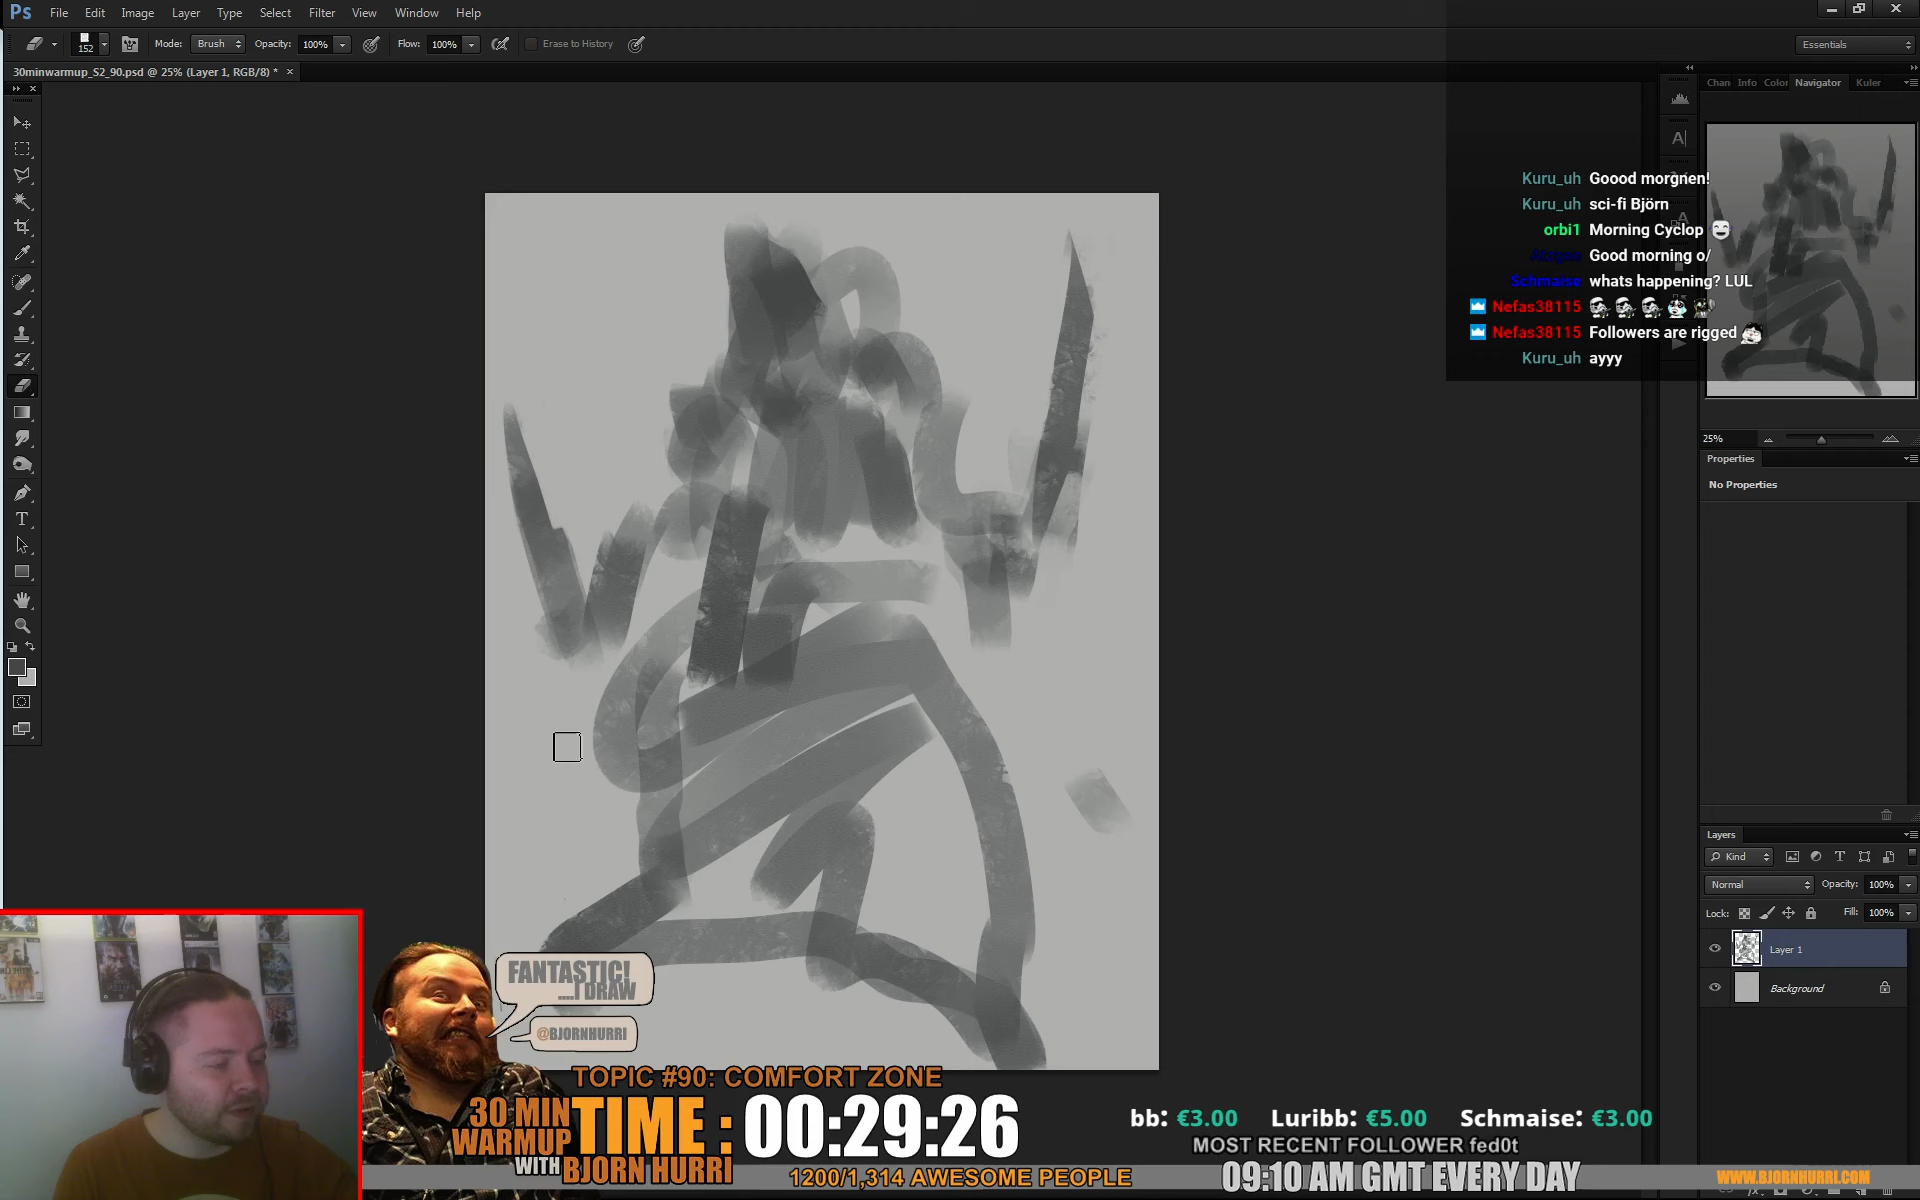 Ps File Edit Image Layer Type Select Filter View Window Help
152 Mode: Brush Opacity: 100% Flow: 100% Erase to History Essentials
30minwarmup_S2_90.psd @ 25% (Layer 1, RGB/8) * ×
Chan Info Color Navigator Kuler
Kuru_uh Goood morgnen!
Kuru_uh sci-fi Björn
orbi1 Morning Cyclop
Good morning o/
Schmaise whats happening? LUL
Nefas38115
Nefas38115 Followers are rigged
Kuru_uh ayyy
25%
Properties
No Properties
Layers
Kind
Normal Opacity: 100%
Lock: Fill: 100%
Layer 1
Background
FANTASTIC!
....I DRAW
@BJORNHURRI
TOPIC #90: COMFORT ZONE
30 MIN WARMUP WITH BJORN HURRI
TIME : 00:29:26
1200/1,314 AWESOME PEOPLE
bb: €3.00 Luribb: €5.00 Schmaise: €3.00
MOST RECENT FOLLOWER fed0t
09:10 AM GMT EVERY DAY
WWW.BJORNHURRI.COM